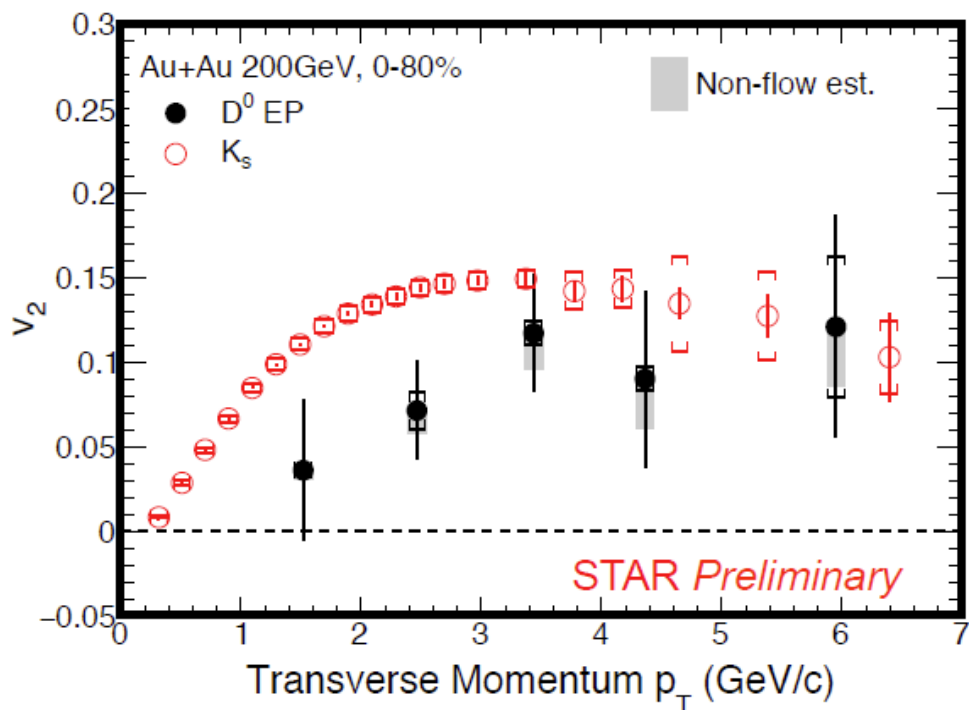 0.3
0.25
0.2
0.15
0.1
0.05
0
−0.05
v₂
Au+Au 200GeV, 0-80%
D⁰ EP
Kₛ
Non-flow est.
STAR Preliminary
0 1 2 3 4 5 6 7
Transverse Momentum p_T (GeV/c)